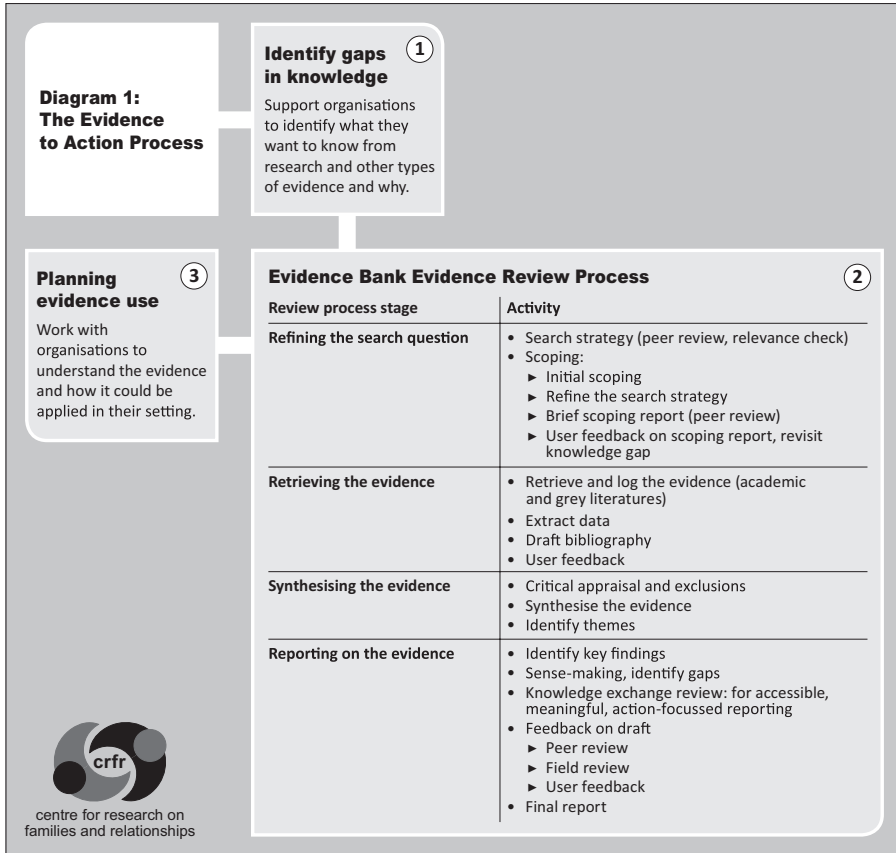 Diagram 1:
The Evidence
to Action Process
1
Identify gaps
in knowledge
Support organisations
to identify what they
want to know from
research and other types
of evidence and why.
Evidence Bank Evidence Review Process
2
Review process stage
Activity
Refining the search question
• Search strategy (peer review, relevance check)
• Scoping:
► Initial scoping
► Refine the search strategy
► Brief scoping report (peer review)
► User feedback on scoping report, revisit
knowledge gap
Retrieving the evidence
• Retrieve and log the evidence (academic
and grey literatures)
• Extract data
• Draft bibliography
• User feedback
Synthesising the evidence
• Critical appraisal and exclusions
• Synthesise the evidence
• Identify themes
Reporting on the evidence
• Identify key findings
• Sense-making, identify gaps
• Knowledge exchange review: for accessible,
meaningful, action-focussed reporting
• Feedback on draft
► Peer review
► Field review
► User feedback
• Final report
3
Planning
evidence use
Work with
organisations to
understand the evidence
and how it could be
applied in their setting.
crfr
centre for research on
families and relationships